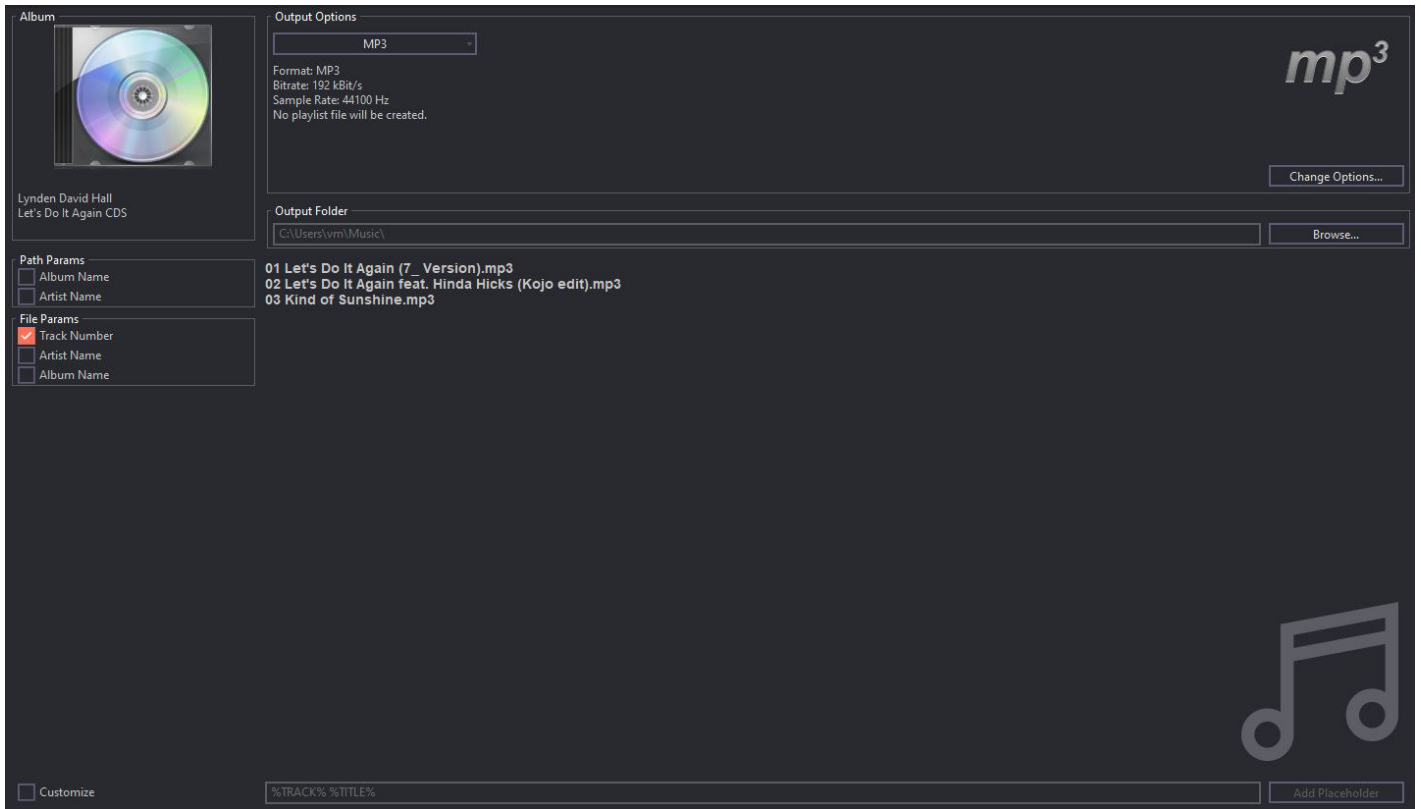 Album
Lynden David Hall
Let's Do It Again CDS
Output Options
MP3
Format: MP3
Bitrate: 192 kBit/s
Sample Rate: 44100 Hz
No playlist file will be created.
mp3
Change Options...
Output Folder
C:\Users\vm\Music\
Browse...
Path Params
Album Name
Artist Name
File Params
Track Number
Artist Name
Album Name
01 Let's Do It Again (7_ Version).mp3
02 Let's Do It Again feat. Hinda Hicks (Kojo edit).mp3
03 Kind of Sunshine.mp3
Customize
%TRACK% %TITLE%
Add Placeholder